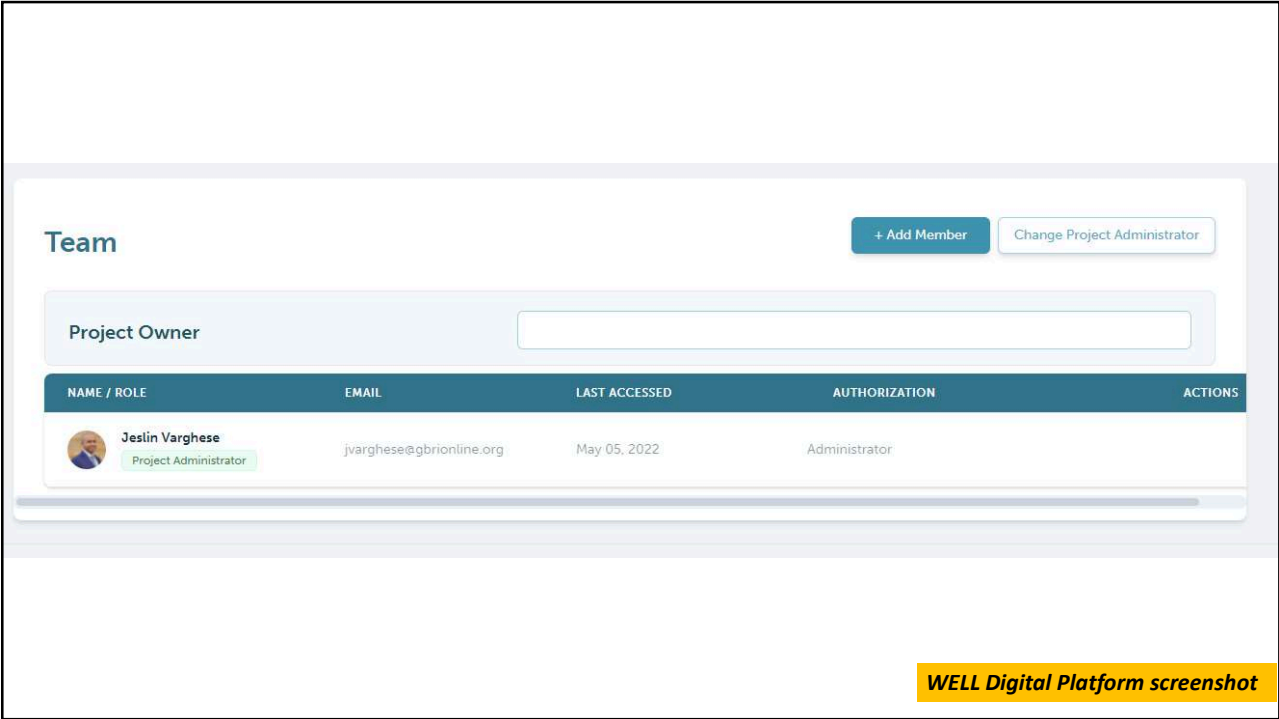 Team
+ Add Member
Change Project Administrator
Project Owner
NAME / ROLE EMAIL LAST ACCESSED AUTHORIZATION ACTIONS
Jeslin Varghese
Project Administrator
jvarghese@gbrionline.org May 05, 2022 Administrator
WELL Digital Platform screenshot